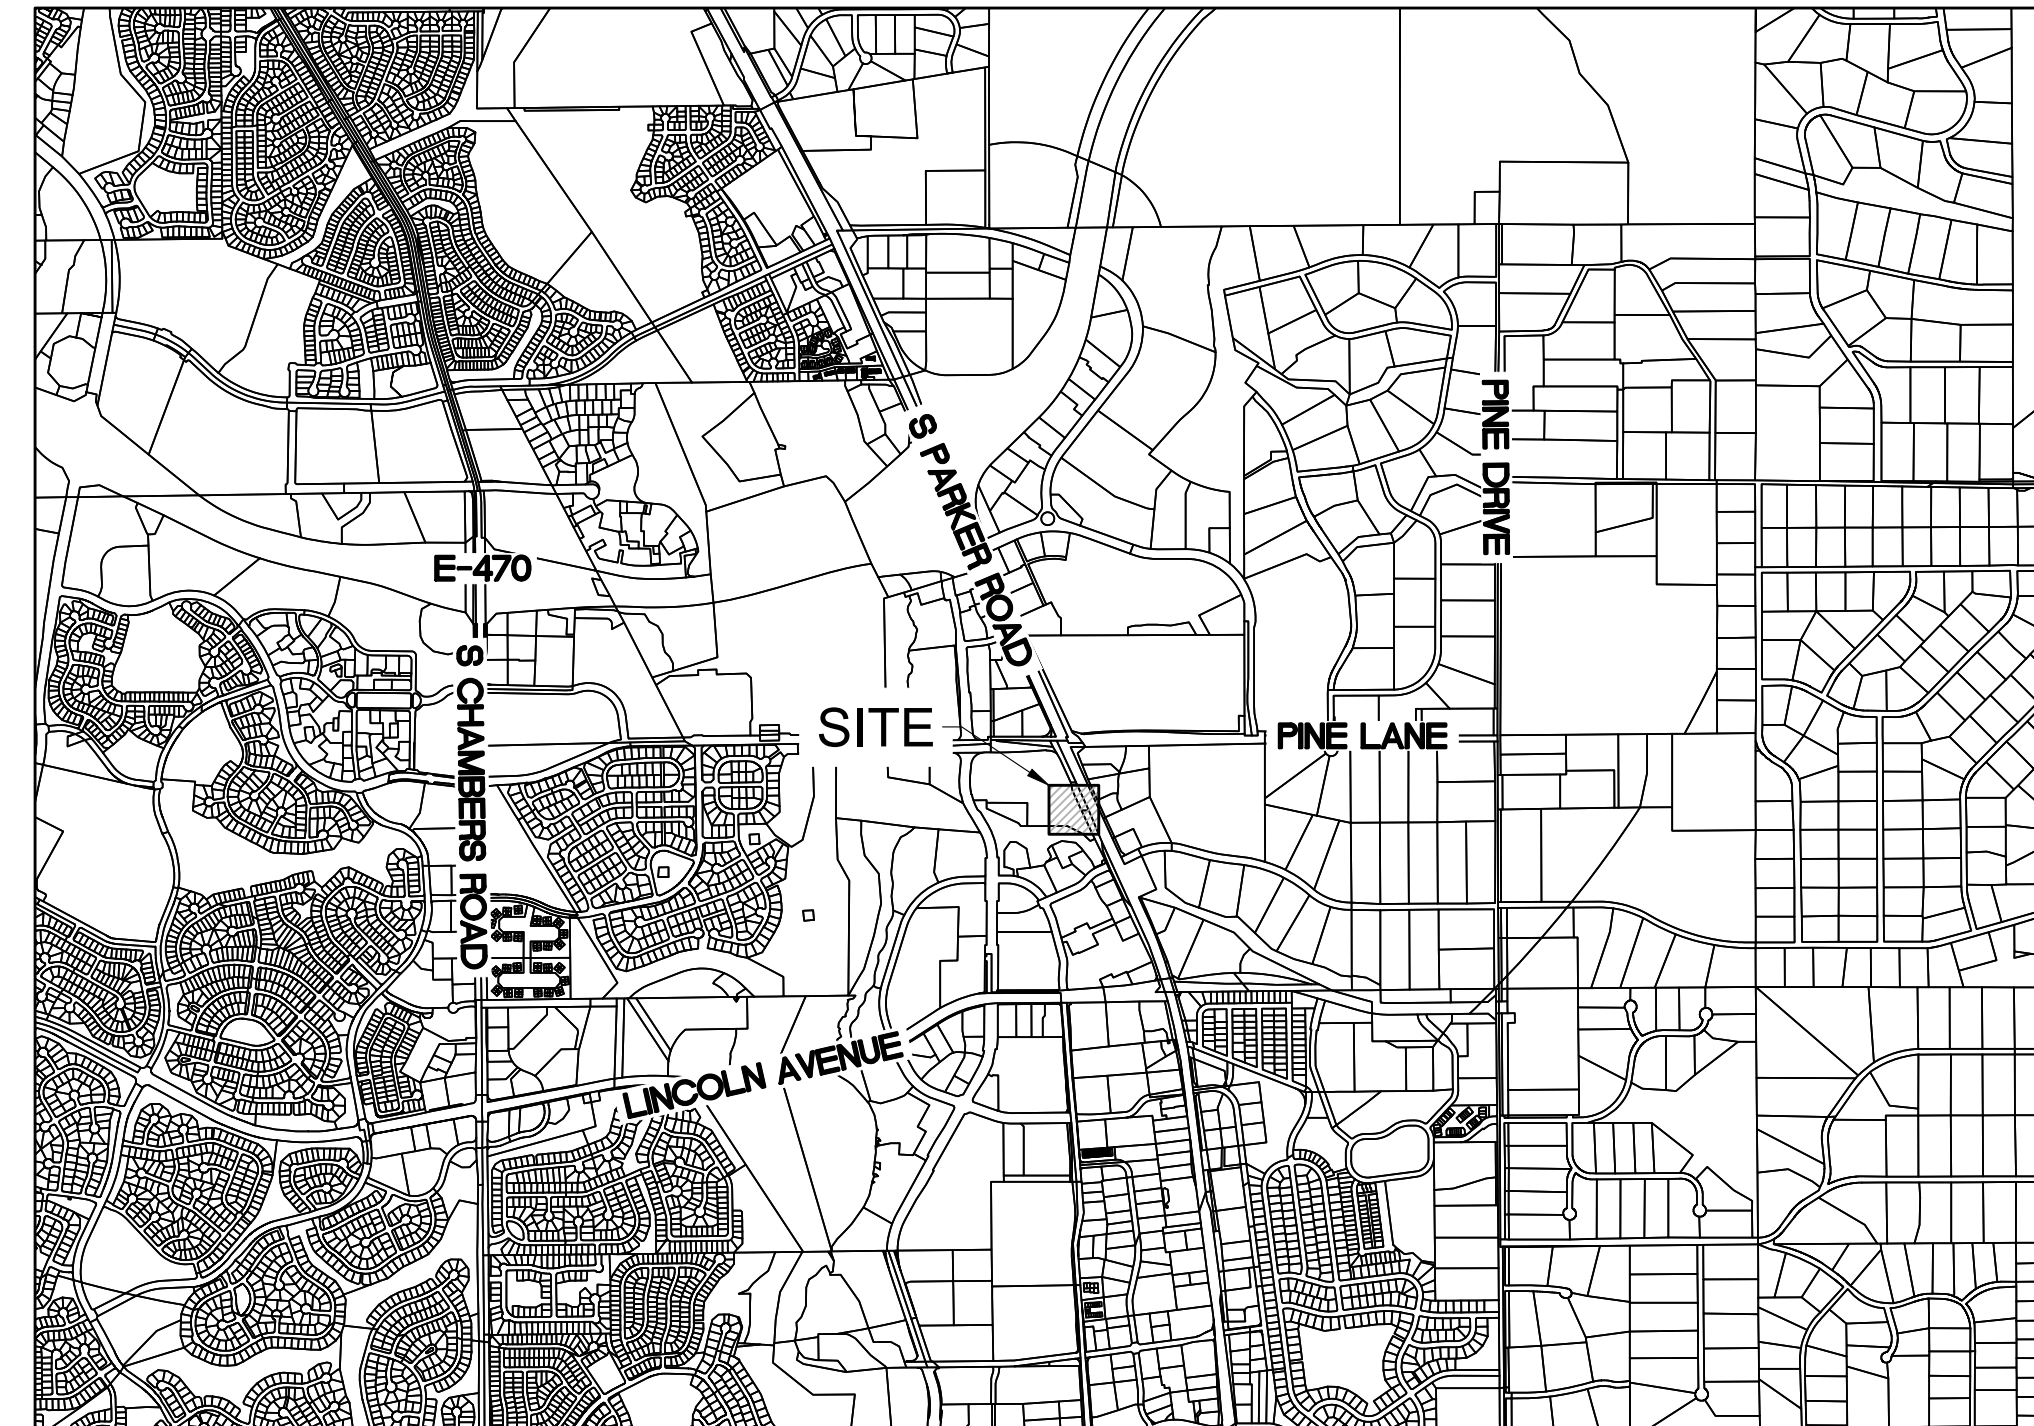 S PARKER ROAD
PINE DRIVE
E-470
S CHAMBERS ROAD
SITE
PINE LANE
LINCOLN AVENUE